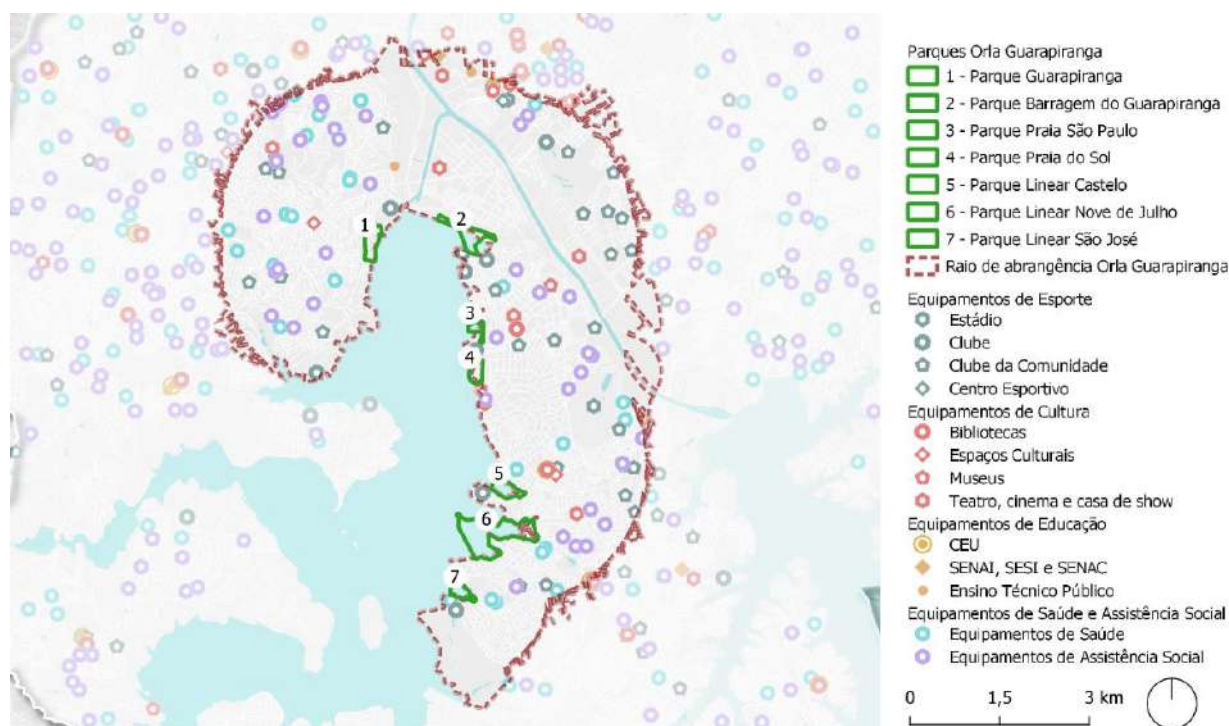 1
2
3
4
5
6
7
Parques Orla Guarapiranga
1 - Parque Guarapiranga
2 - Parque Barragem do Guarapiranga
3 - Parque Praia São Paulo
4 - Parque Praia do Sol
5 - Parque Linear Castelo
6 - Parque Linear Nove de Julho
7 - Parque Linear São José
Raio de abrangência Orla Guarapiranga
Equipamentos de Esporte
Estádio
Clube
Clube da Comunidade
Centro Esportivo
Equipamentos de Cultura
Bibliotecas
Espaços Culturais
Museus
Teatro, cinema e casa de show
Equipamentos de Educação
CEU
SENAI, SESI e SENAC
Ensino Técnico Público
Equipamentos de Saúde e Assistência Social
Equipamentos de Saúde
Equipamentos de Assistência Social
0 1,5 3 km